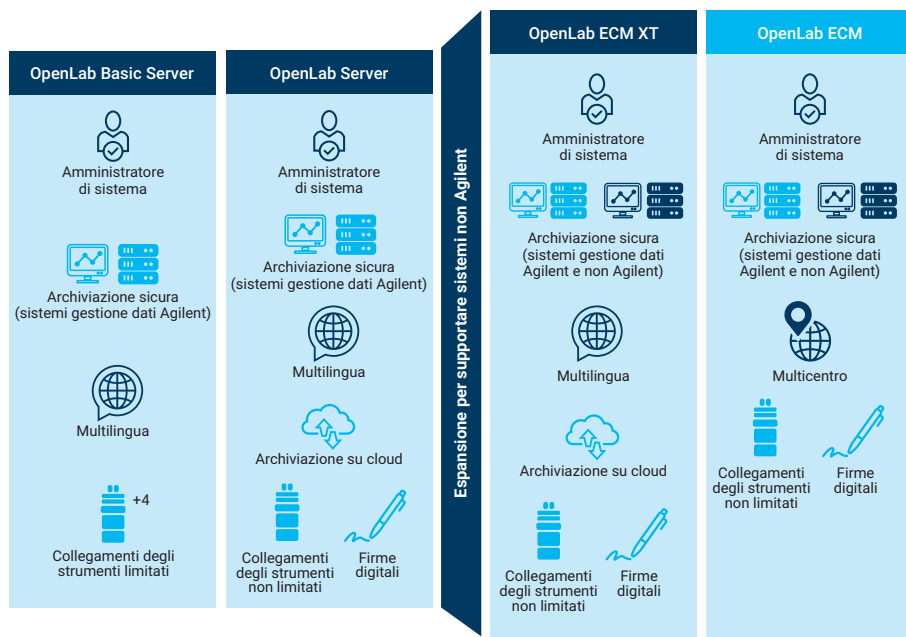 OpenLab Basic Server
Amministratore
di sistema
Archiviazione sicura
(sistemi gestione dati Agilent)
Multilingua
+4
Collegamenti degli
strumenti limitati
OpenLab Server
Amministratore
di sistema
Archiviazione sicura
(sistemi gestione dati Agilent)
Multilingua
Archiviazione su cloud
Collegamenti
degli strumenti
non limitati
Firme
digitali
Espansione per supportare sistemi non Agilent
OpenLab ECM XT
Amministratore
di sistema
Archiviazione sicura
(sistemi gestione dati
Agilent e non Agilent)
Multilingua
Archiviazione su cloud
Collegamenti
degli strumenti
non limitati
Firme
digitali
OpenLab ECM
Amministratore
di sistema
Archiviazione sicura
(sistemi gestione dati
Agilent e non Agilent)
Multicentro
Collegamenti
degli strumenti
non limitati
Firme
digitali